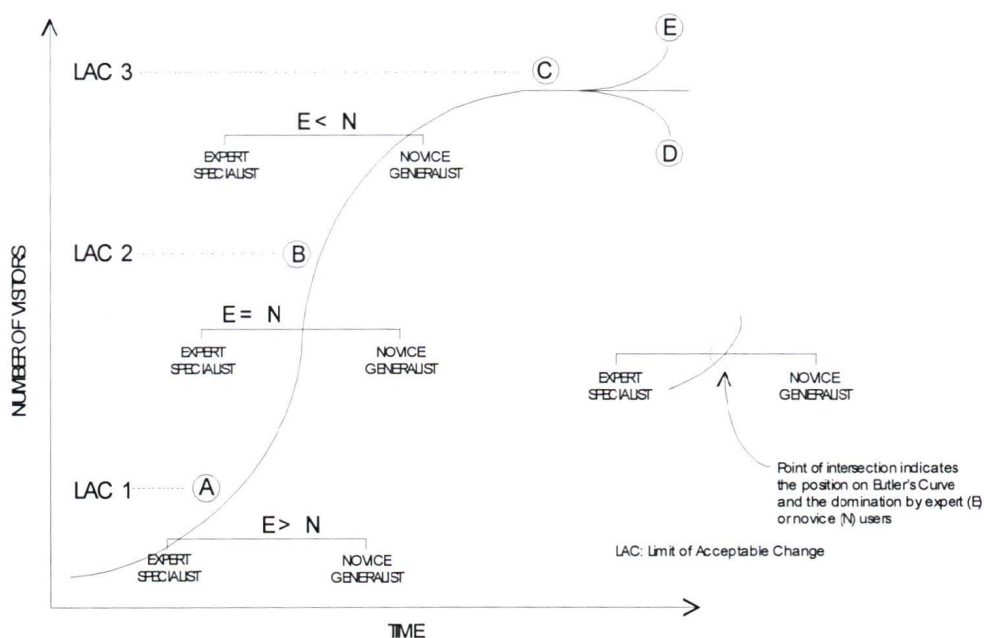 E
LAC 3
C
E < N
EXPERT
SPECIALIST
NOVICE
GENERALIST
D
LAC 2
B
NUMBER OF VISITORS
E = N
EXPERT
SPECIALIST
NOVICE
GENERALIST
EXPERT
SPECIALIST
NOVICE
GENERALIST
LAC 1
A
E > N
EXPERT
SPECIALIST
NOVICE
GENERALIST
Point of intersection indicates
the position on Butler's Curve
and the domination by expert (E)
or novice (N) users
LAC: Limit of Acceptable Change
TIME